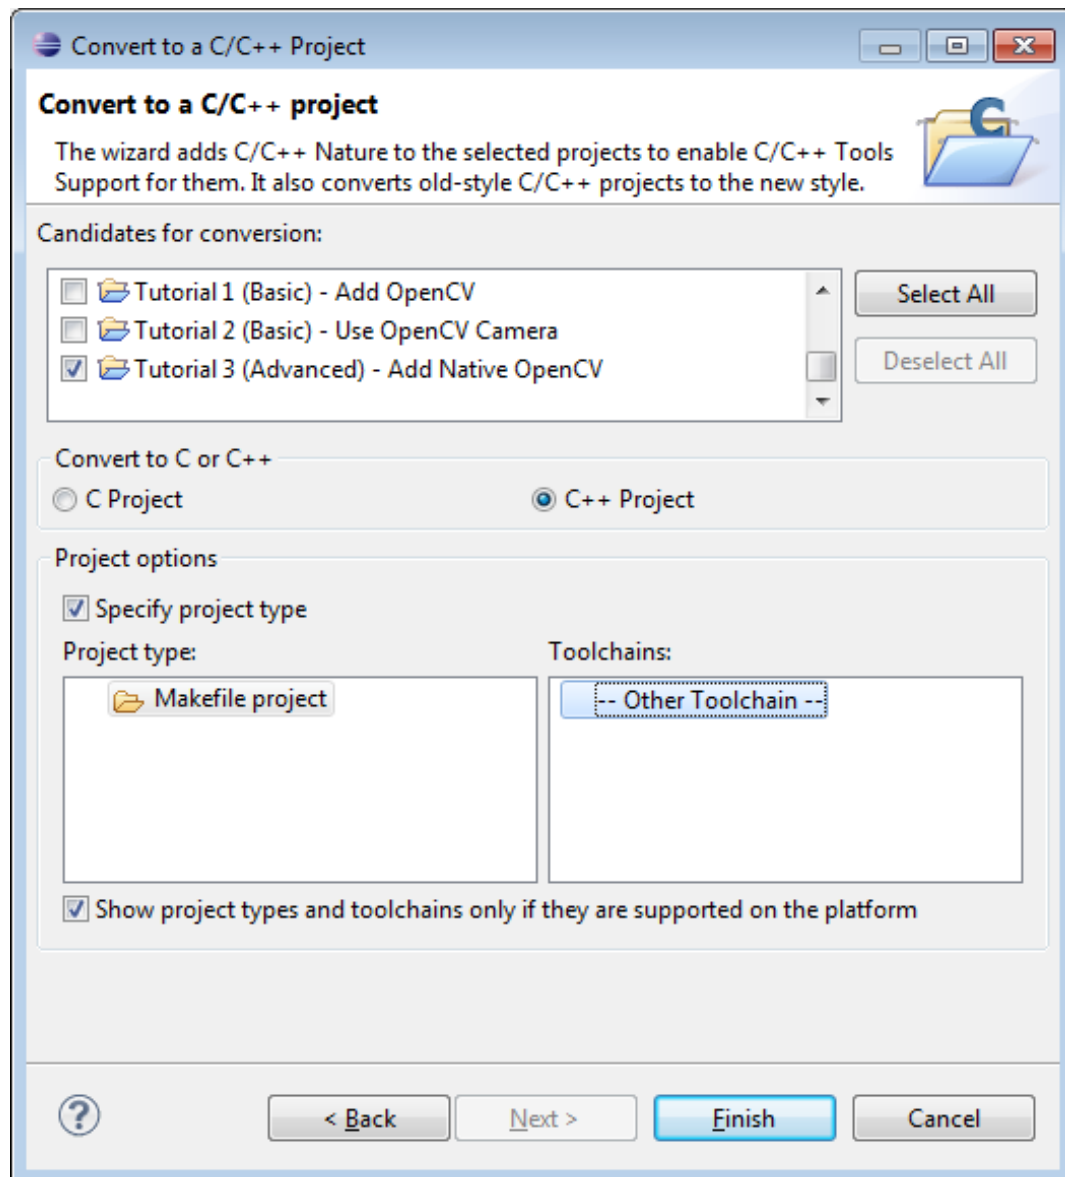 Convert to a C/C++ Project
Convert to a C/C++ project
The wizard adds C/C++ Nature to the selected projects to enable C/C++ Tools
Support for them. It also converts old-style C/C++ projects to the new style.
Candidates for conversion:
Tutorial 1 (Basic) - Add OpenCV
Select All
Tutorial 2 (Basic) - Use OpenCV Camera
Tutorial 3 (Advanced) - Add Native OpenCV
Deselect All
Convert to C or C++
C Project
C++ Project
Project options
Specify project type
Project type:
Toolchains:
Makefile project
-- Other Toolchain --
Show project types and toolchains only if they are supported on the platform
< Back
Next >
Finish
Cancel